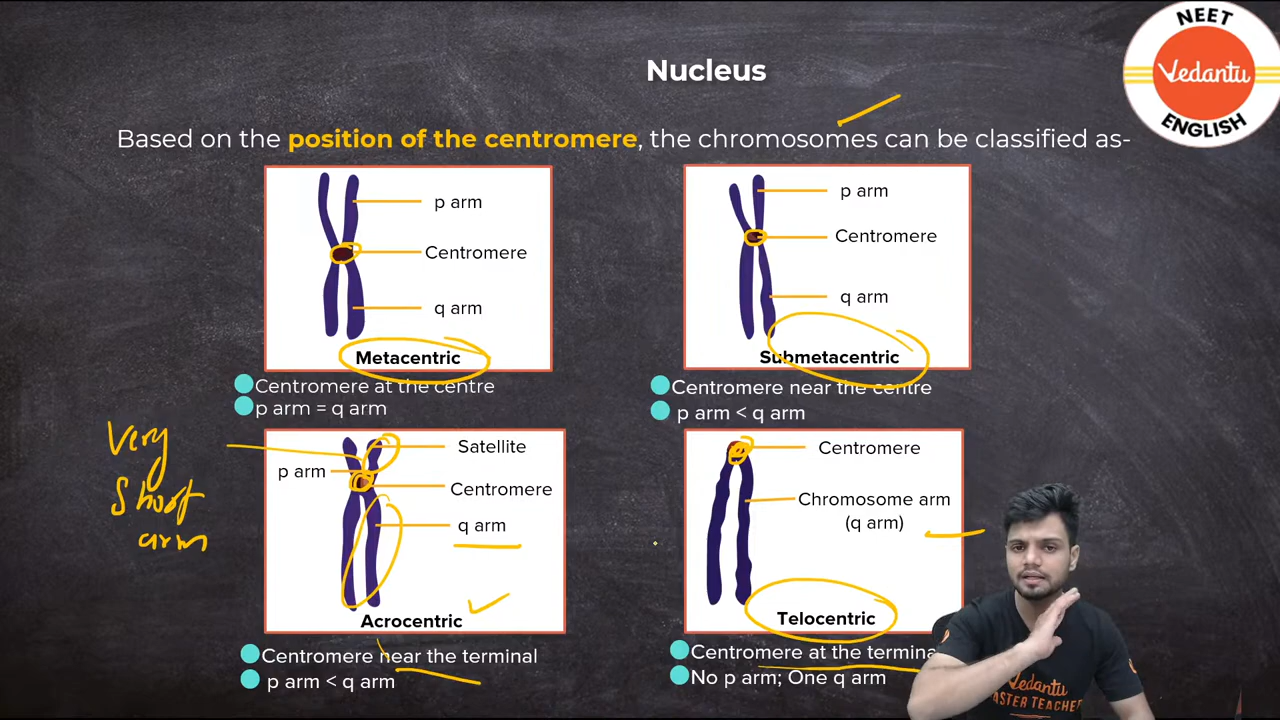 NEET
Vedantu
ENGLISH
Nucleus
Based on the position of the centromere, the chromosomes can be classified as-
p arm
Centromere
q arm
Metacentric
Centromere at the centre
p arm = q arm
p arm
Centromere
q arm
Submetacentric
Centromere near the centre
p arm < q arm
Very
Short
arm
Satellite
p arm
Centromere
q arm
Acrocentric
Centromere near the terminal
p arm < q arm
Centromere
Chromosome arm
(q arm)
Telocentric
Centromere at the termina
No p arm; One q arm
Vedantu
ASTER TEACHER